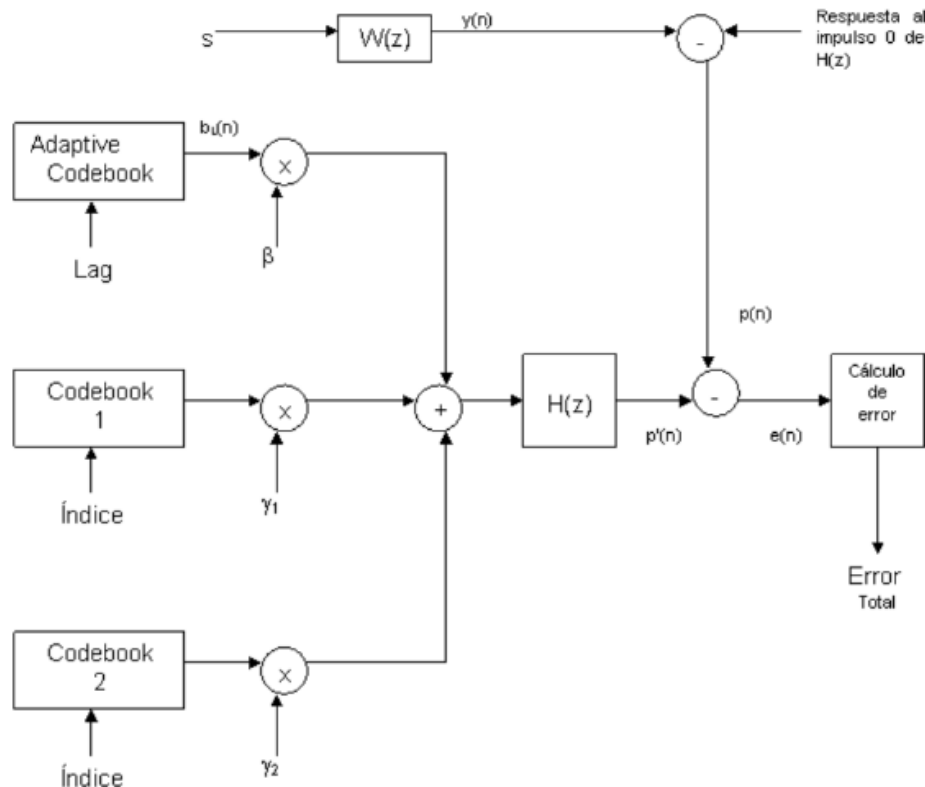 Respuesta al
impulso 0 de
H(z)
s
W(z)
y(n)
-
Adaptive
Codebook
bL(n)
x
Lag
β
p(n)
Codebook
1
x
+
H(z)
p'(n)
-
e(n)
Cálculo
de
error
Índice
γ1
Error
Total
Codebook
2
x
Índice
γ2